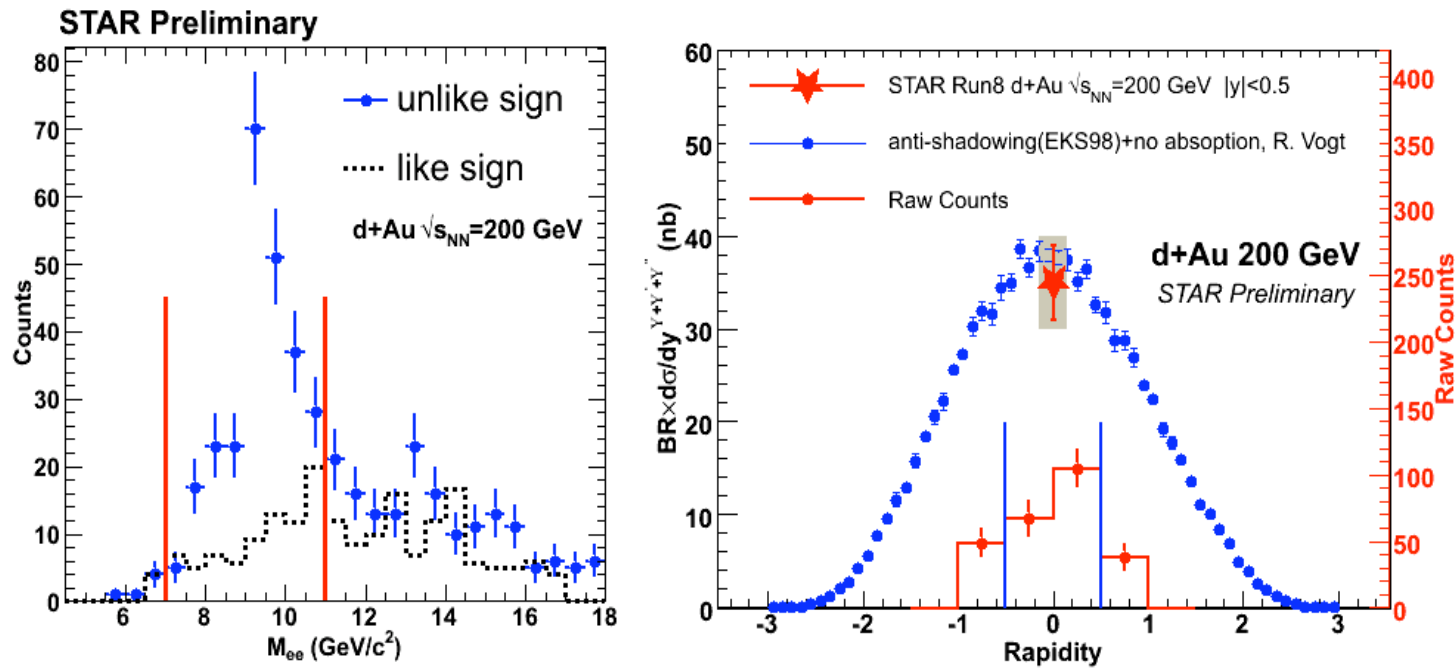 STAR Preliminary
80
70
60
50
40
30
20
10
0
Counts
unlike sign
like sign
d+Au √sNN=200 GeV
6 8 10 12 14 16 18
Mee (GeV/c2)
60
50
40
30
20
10
0
BR×dσ/dyΥ+Υ'+Υ'' (nb)
STAR Run8 d+Au √sNN=200 GeV |y|<0.5
anti-shadowing(EKS98)+no absoption, R. Vogt
Raw Counts
d+Au 200 GeV
STAR Preliminary
400
350
300
250
200
150
100
50
0
Raw Counts
-3 -2 -1 0 1 2 3
Rapidity